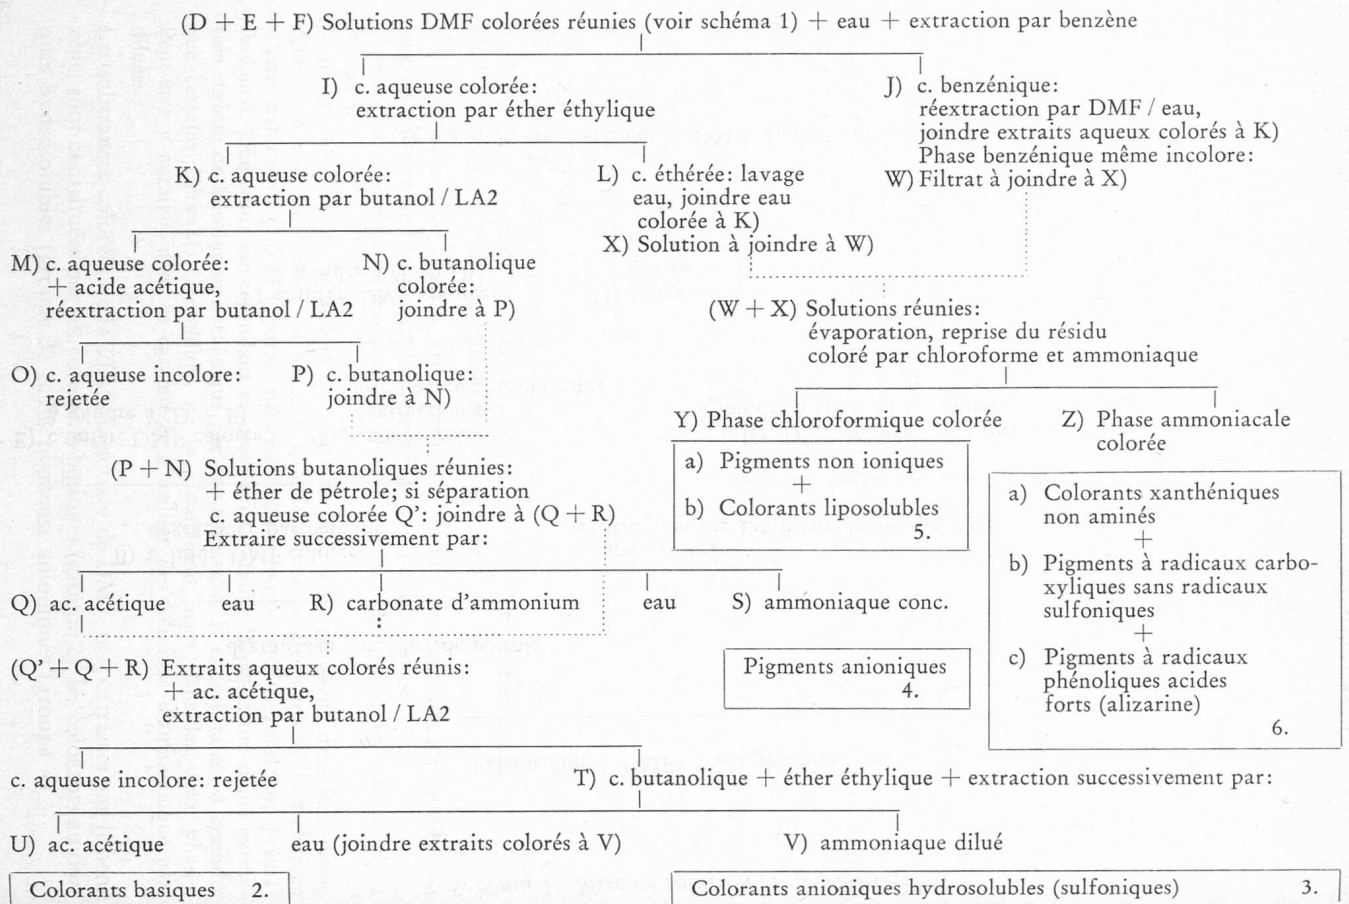 (D + E + F) Solutions DMF colorées réunies (voir schéma 1) + eau + extraction par benzène
I) c. aqueuse colorée:
extraction par éther éthylique
J) c. benzénique:
réextraction par DMF / eau,
joindre extraits aqueux colorés à K)
Phase benzénique même incolore:
W) Filtrat à joindre à X)
K) c. aqueuse colorée:
extraction par butanol / LA2
L) c. éthérée: lavage
eau, joindre eau
colorée à K)
X) Solution à joindre à W)
M) c. aqueuse colorée:
+ acide acétique,
réextraction par butanol / LA2
N) c. butanolique
colorée:
joindre à P)
(W + X) Solutions réunies:
évaporation, reprise du résidu
coloré par chloroforme et ammoniaque
O) c. aqueuse incolore:
rejetée
P) c. butanolique:
joindre à N)
Y) Phase chloroformique colorée
Z) Phase ammoniacale
colorée
(P + N) Solutions butanoliques réunies:
+ éther de pétrole; si séparation
c. aqueuse colorée Q': joindre à (Q + R)
Extraire successivement par:
a) Pigments non ioniques
+
b) Colorants liposolubles
5.
a) Colorants xanthéniques
non aminés
+
b) Pigments à radicaux carbo-
xyliques sans radicaux
sulfoniques
+
c) Pigments à radicaux
phénoliques acides
forts (alizarine)
6.
Q) ac. acétique
eau
R) carbonate d'ammonium
eau
S) ammoniaque conc.
Pigments anioniques
4.
(Q' + Q + R) Extraits aqueux colorés réunis:
+ ac. acétique,
extraction par butanol / LA2
c. aqueuse incolore: rejetée
T) c. butanolique + éther éthylique + extraction successivement par:
U) ac. acétique
eau (joindre extraits colorés à V)
V) ammoniaque dilué
Colorants basiques 2.
Colorants anioniques hydrosolubles (sulfoniques) 3.